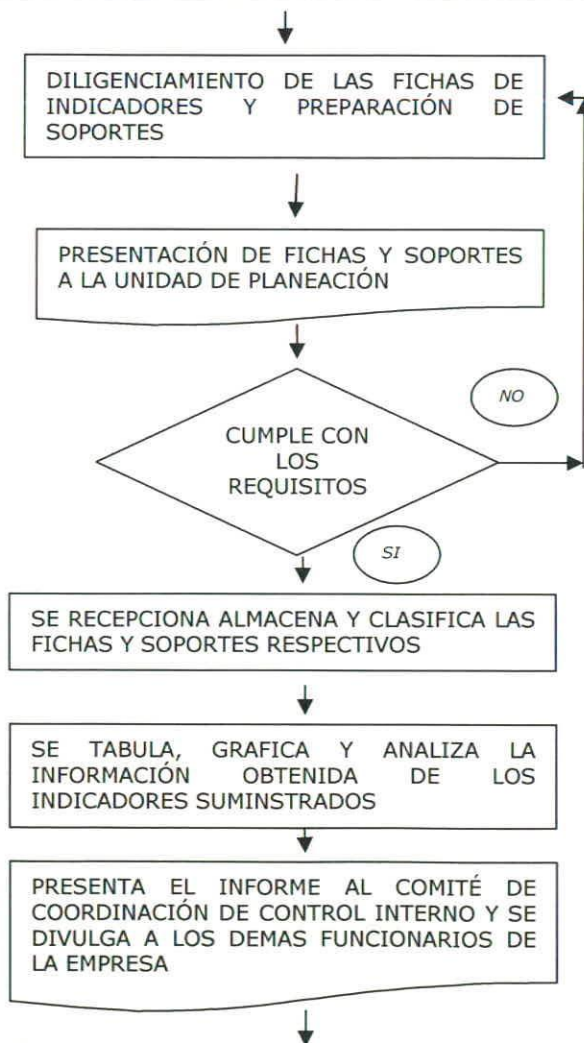 DILIGENCIAMIENTO DE LAS FICHAS DE
INDICADORES Y PREPARACIÓN DE
SOPORTES
PRESENTACIÓN DE FICHAS Y SOPORTES
A LA UNIDAD DE PLANEACIÓN
NO
CUMPLE CON
LOS
REQUISITOS
SI
SE RECEPCIONA ALMACENA Y CLASIFICA LAS
FICHAS Y SOPORTES RESPECTIVOS
SE TABULA, GRAFICA Y ANALIZA LA
INFORMACIÓN OBTENIDA DE LOS
INDICADORES SUMINSTRADOS
PRESENTA EL INFORME AL COMITÉ DE
COORDINACIÓN DE CONTROL INTERNO Y SE
DIVULGA A LOS DEMAS FUNCIONARIOS DE
LA EMPRESA